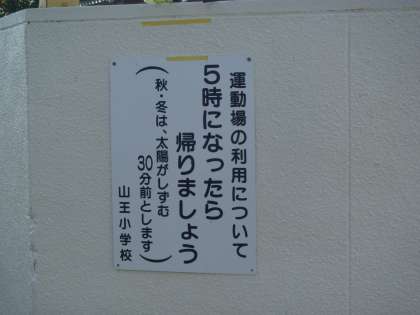 運動場の利用について
5時になったら
帰りましょう
(秋・冬は、太陽がしずむ
30分前とします)
山王小学校